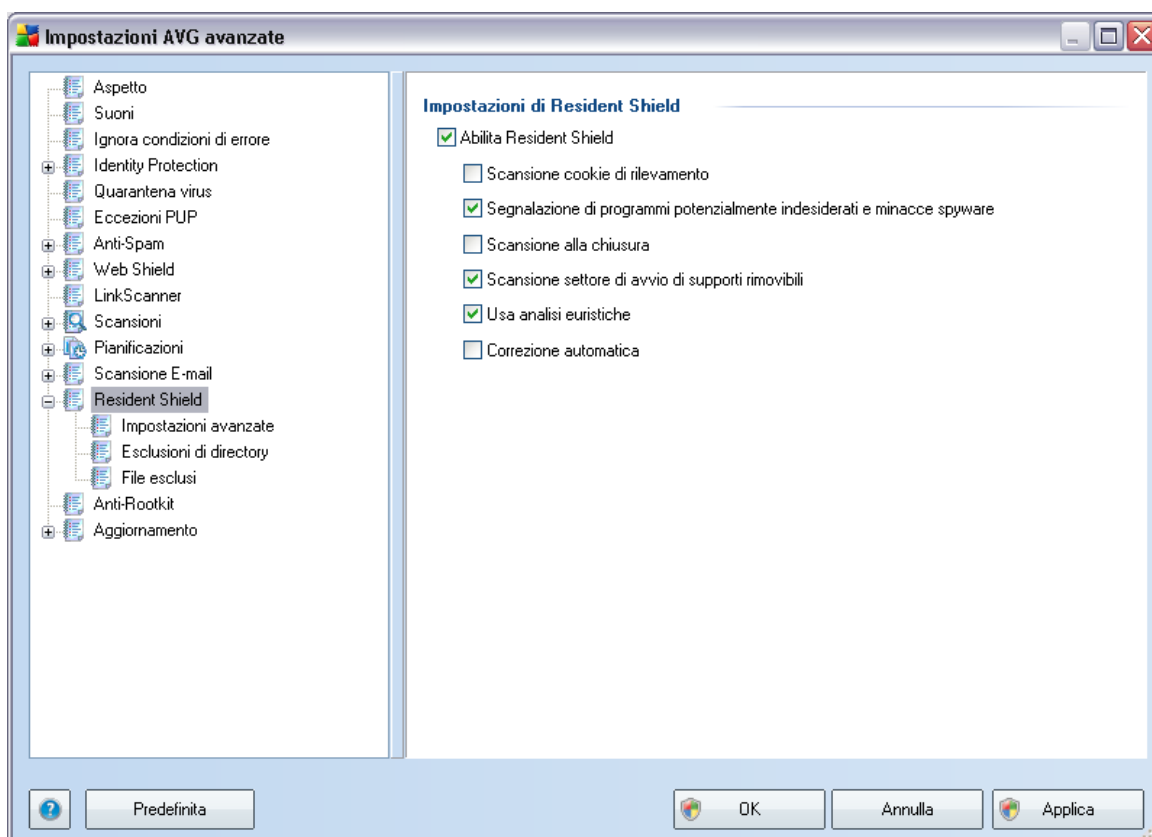 Impostazioni AVG avanzate
Aspetto
Suoni
Ignora condizioni di errore
Identity Protection
Quarantena virus
Eccezioni PUP
Anti-Spam
Web Shield
LinkScanner
Scansioni
Pianificazioni
Scansione E-mail
Resident Shield
Impostazioni avanzate
Esclusioni di directory
File esclusi
Anti-Rootkit
Aggiornamento
Impostazioni di Resident Shield
Abilita Resident Shield
Scansione cookie di rilevamento
Segnalazione di programmi potenzialmente indesiderati e minacce spyware
Scansione alla chiusura
Scansione settore di avvio di supporti rimovibili
Usa analisi euristiche
Correzione automatica
? Predefinita OK Annulla Applica